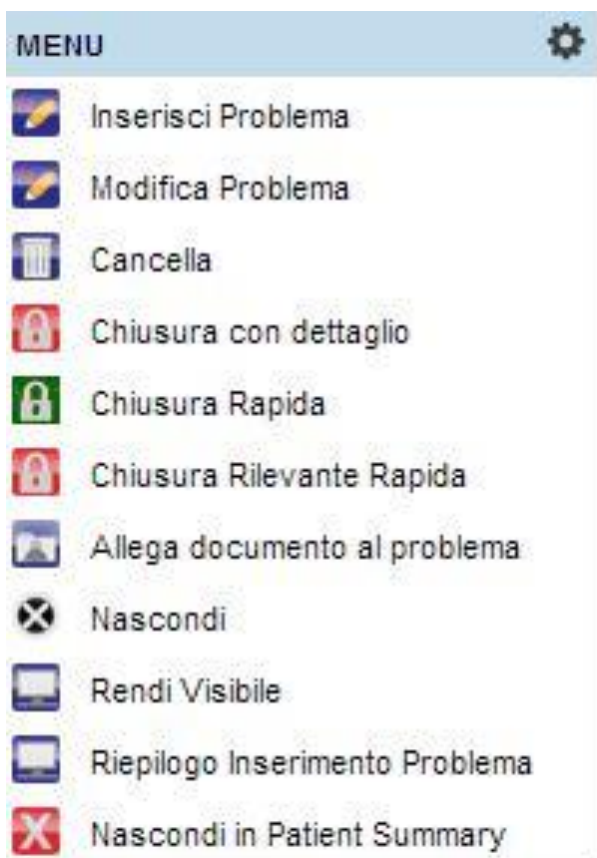 MENU
Inserisci Problema
Modifica Problema
Cancella
Chiusura con dettaglio
Chiusura Rapida
Chiusura Rilevante Rapida
Allega documento al problema
Nascondi
Rendi Visibile
Riepilogo Inserimento Problema
Nascondi in Patient Summary